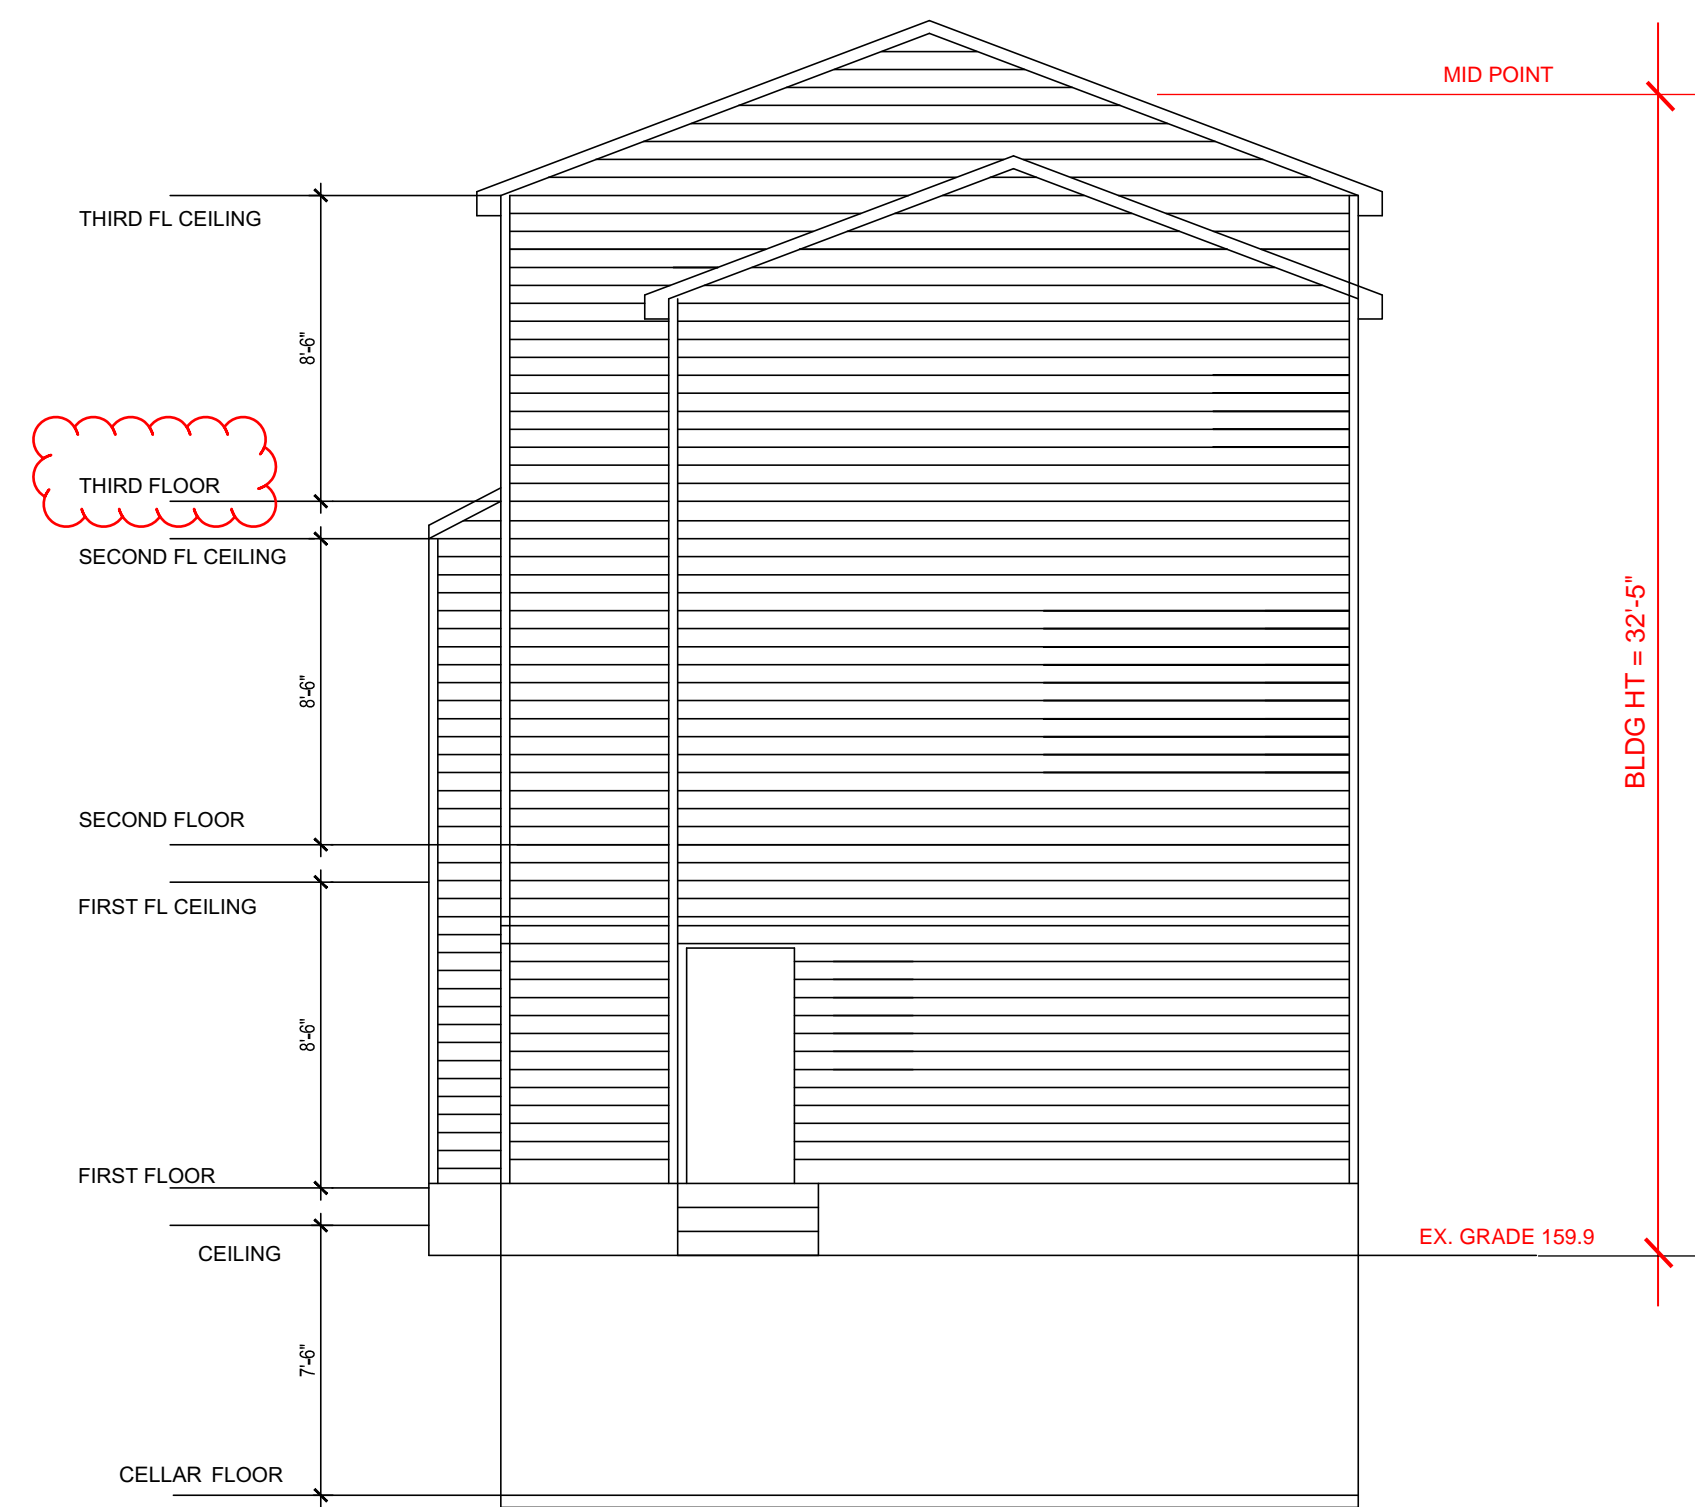 MID POINT
THIRD FL CEILING
8'-6"
THIRD FLOOR
SECOND FL CEILING
8'-6"
BLDG HT = 32'-5"
SECOND FLOOR
FIRST FL CEILING
8'-6"
FIRST FLOOR
EX. GRADE 159.9
CEILING
7'-6"
CELLAR FLOOR